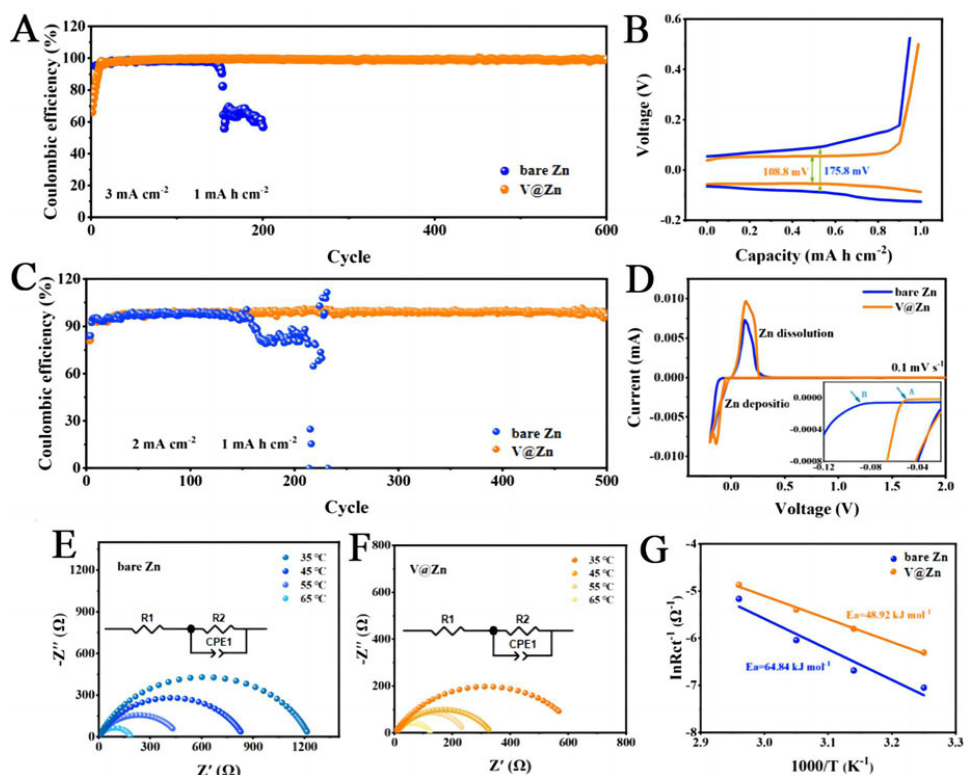 A
Coulombic efficiency (%)
120
100
80
60
40
20
0
3 mA cm⁻²
1 mA h cm⁻²
bare Zn
V@Zn
0
200
400
600
Cycle
B
Voltage (V)
0.6
0.4
0.2
0.0
-0.2
bare Zn
V@Zn
108.8 mV
175.8 mV
0.0
0.2
0.4
0.6
0.8
1.0
Capacity (mA h cm⁻²)
C
Coulombic efficiency (%)
120
90
60
30
0
2 mA cm⁻²
1 mA h cm⁻²
bare Zn
V@Zn
0
100
200
300
400
500
Cycle
D
Current (mA)
0.010
0.005
0.000
-0.005
-0.010
bare Zn
V@Zn
Zn dissolution
0.1 mV s⁻¹
Zn depositio
B
A
0.0000
-0.0004
-0.0008
-0.12
-0.08
-0.04
0.0
0.5
1.0
1.5
2.0
Voltage (V)
E
bare Zn
-Z'' (Ω)
1200
900
600
300
0
35 °C
45 °C
55 °C
65 °C
R1
R2
CPE1
0
300
600
900
1200
Z' (Ω)
F
V@Zn
-Z'' (Ω)
800
600
400
200
0
35 °C
45 °C
55 °C
65 °C
R1
R2
CPE1
0
200
400
600
800
Z' (Ω)
G
lnRct⁻¹ (Ω⁻¹)
-4
-5
-6
-7
-8
bare Zn
V@Zn
Ea=48.92 kJ mol⁻¹
Ea=64.84 kJ mol⁻¹
2.9
3.0
3.1
3.2
3.3
1000/T (K⁻¹)